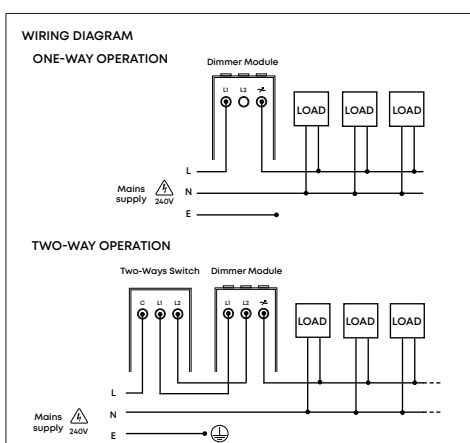 WIRING DIAGRAM
ONE-WAY OPERATION
Dimmer Module
L1 L2
LOAD LOAD LOAD
L
Mains supply 240V
N
E
TWO-WAY OPERATION
Two-Ways Switch Dimmer Module
C L1 L2 L1 L2
LOAD LOAD LOAD
L
Mains supply 240V
N
E